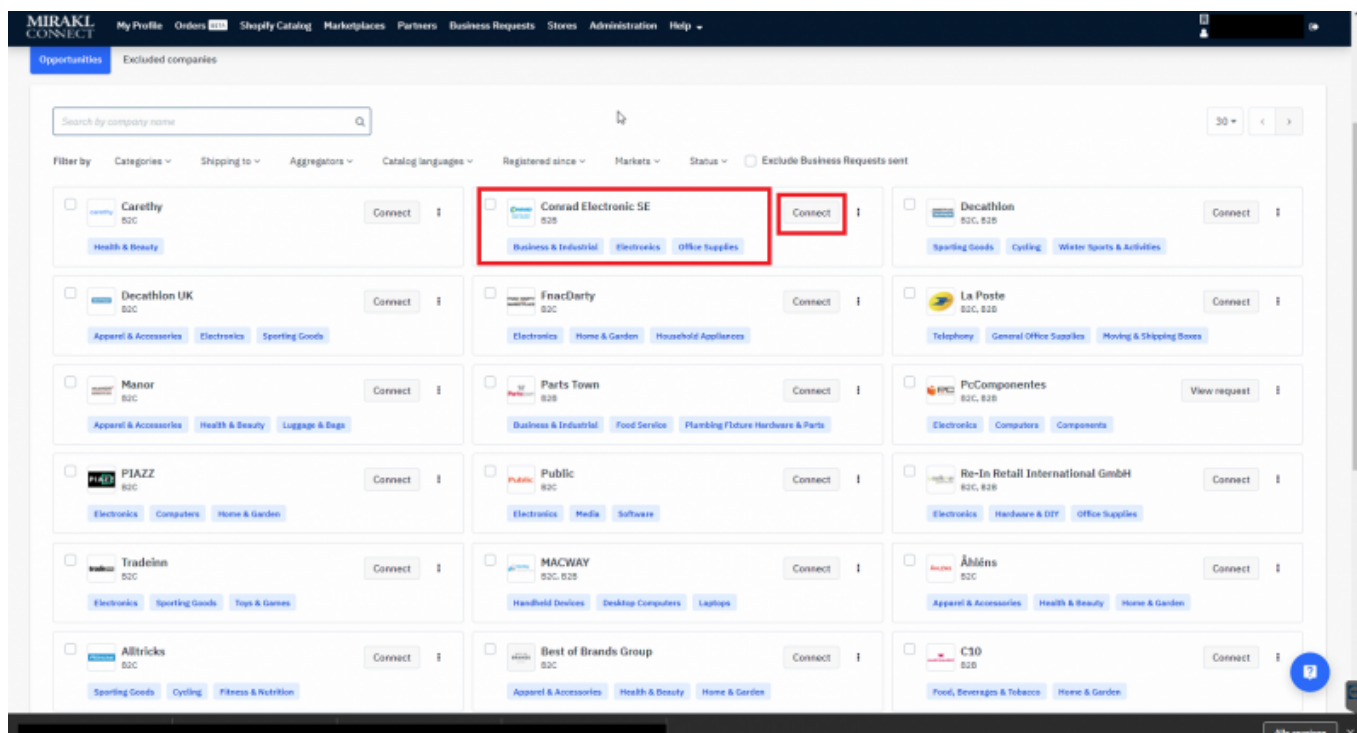 MIRAKL CONNECT My Profile Orders BETA Shopify Catalog Marketplaces Partners Business Requests Stores Administration Help
Opportunities Excluded companies
Search by company name 30
Filter by Categories Shipping to Aggregators Catalog languages Registered since Markets Status Exclude Business Requests sent
Carethy
B2C
Connect
Health & Beauty
Conrad Electronic SE
B2B
Connect
Business & Industrial Electronics Office Supplies
Decathlon
B2C, B2B
Connect
Sporting Goods Cycling Winter Sports & Activities
Decathlon UK
B2C
Connect
Apparel & Accessories Electronics Sporting Goods
FnacDarty
B2C
Connect
Electronics Home & Garden Household Appliances
La Poste
B2C, B2B
Connect
Telephony General Office Supplies Moving & Shipping Boxes
Manor
B2C
Connect
Apparel & Accessories Health & Beauty Luggage & Bags
Parts Town
B2B
Connect
Business & Industrial Food Service Plumbing Fixture Hardware & Parts
PcComponentes
B2C, B2B
View request
Electronics Computers Components
PIAZZ
B2C
Connect
Electronics Computers Home & Garden
Public
B2C
Connect
Electronics Media Software
Re-In Retail International GmbH
B2C, B2B
Connect
Electronics Hardware & DIY Office Supplies
Tradeinn
B2C
Connect
Electronics Sporting Goods Toys & Games
MACWAY
B2C, B2B
Connect
Handheld Devices Desktop Computers Laptops
Åhléns
B2C
Connect
Apparel & Accessories Health & Beauty Home & Garden
Alltricks
B2C
Connect
Sporting Goods Cycling Fitness & Nutrition
Best of Brands Group
B2C
Connect
Apparel & Accessories Health & Beauty Home & Garden
C10
B2B
Connect
Food, Beverages & Tobacco Home & Garden